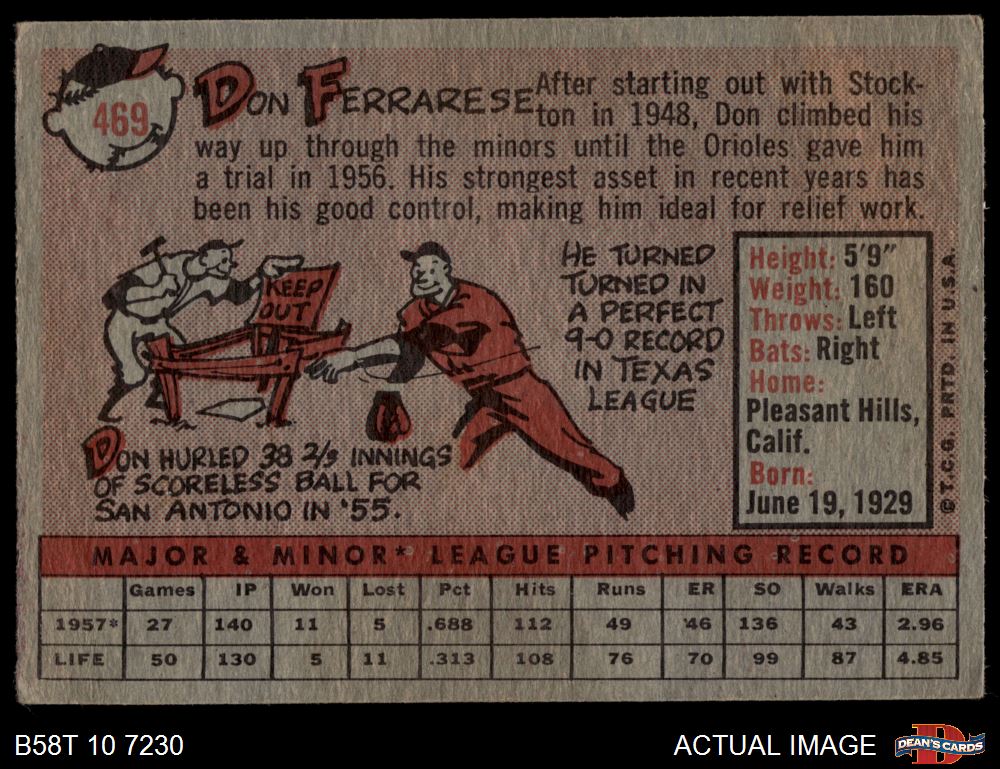 469
DON FERRARESE
After starting out with Stock-
ton in 1948, Don climbed his
way up through the minors until the Orioles gave him
a trial in 1956. His strongest asset in recent years has
been his good control, making him ideal for relief work.
KEEP
OUT
HE TURNED
TURNED IN
A PERFECT
9-0 RECORD
IN TEXAS
LEAGUE
DON HURLED 38 2/3 INNINGS
OF SCORELESS BALL FOR
SAN ANTONIO IN '55.
Height: 5'9"
Weight: 160
Throws: Left
Bats: Right
Home:
Pleasant Hills,
Calif.
Born:
June 19, 1929
© T.C.G. PRTD. IN U.S.A.
MAJOR & MINOR* LEAGUE PITCHING RECORD
Games IP Won Lost Pct Hits Runs ER SO Walks ERA
1957* 27 140 11 5 .688 112 49 46 136 43 2.96
LIFE 50 130 5 11 .313 108 76 70 99 87 4.85
B58T 10 7230
ACTUAL IMAGE
D
DEAN'S CARDS